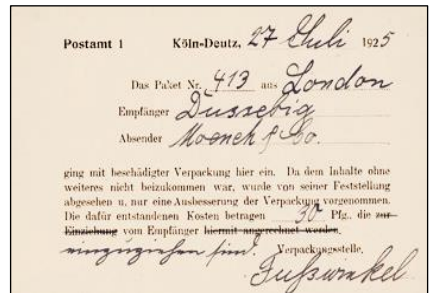 Postamt 1 Köln-Deutz, 27 Juli 1925
Das Paket Nr. 413 aus London
Empfänger Dussebig
Absender Moench & Co.
ging mit beschädigter Verpackung hier ein. Da dem Inhalte ohne
weiteres nicht beizukommen war, wurde von seiner Feststellung
abgesehen u. nur eine Ausbesserung der Verpackung vorgenommen.
Die dafür entstandenen Kosten betragen 30 Pfg., die zur
Einziehung vom Empfänger hiermit angerechnet werden.
einzuziehen sind. Verpackungsstelle.
Fußwinkel